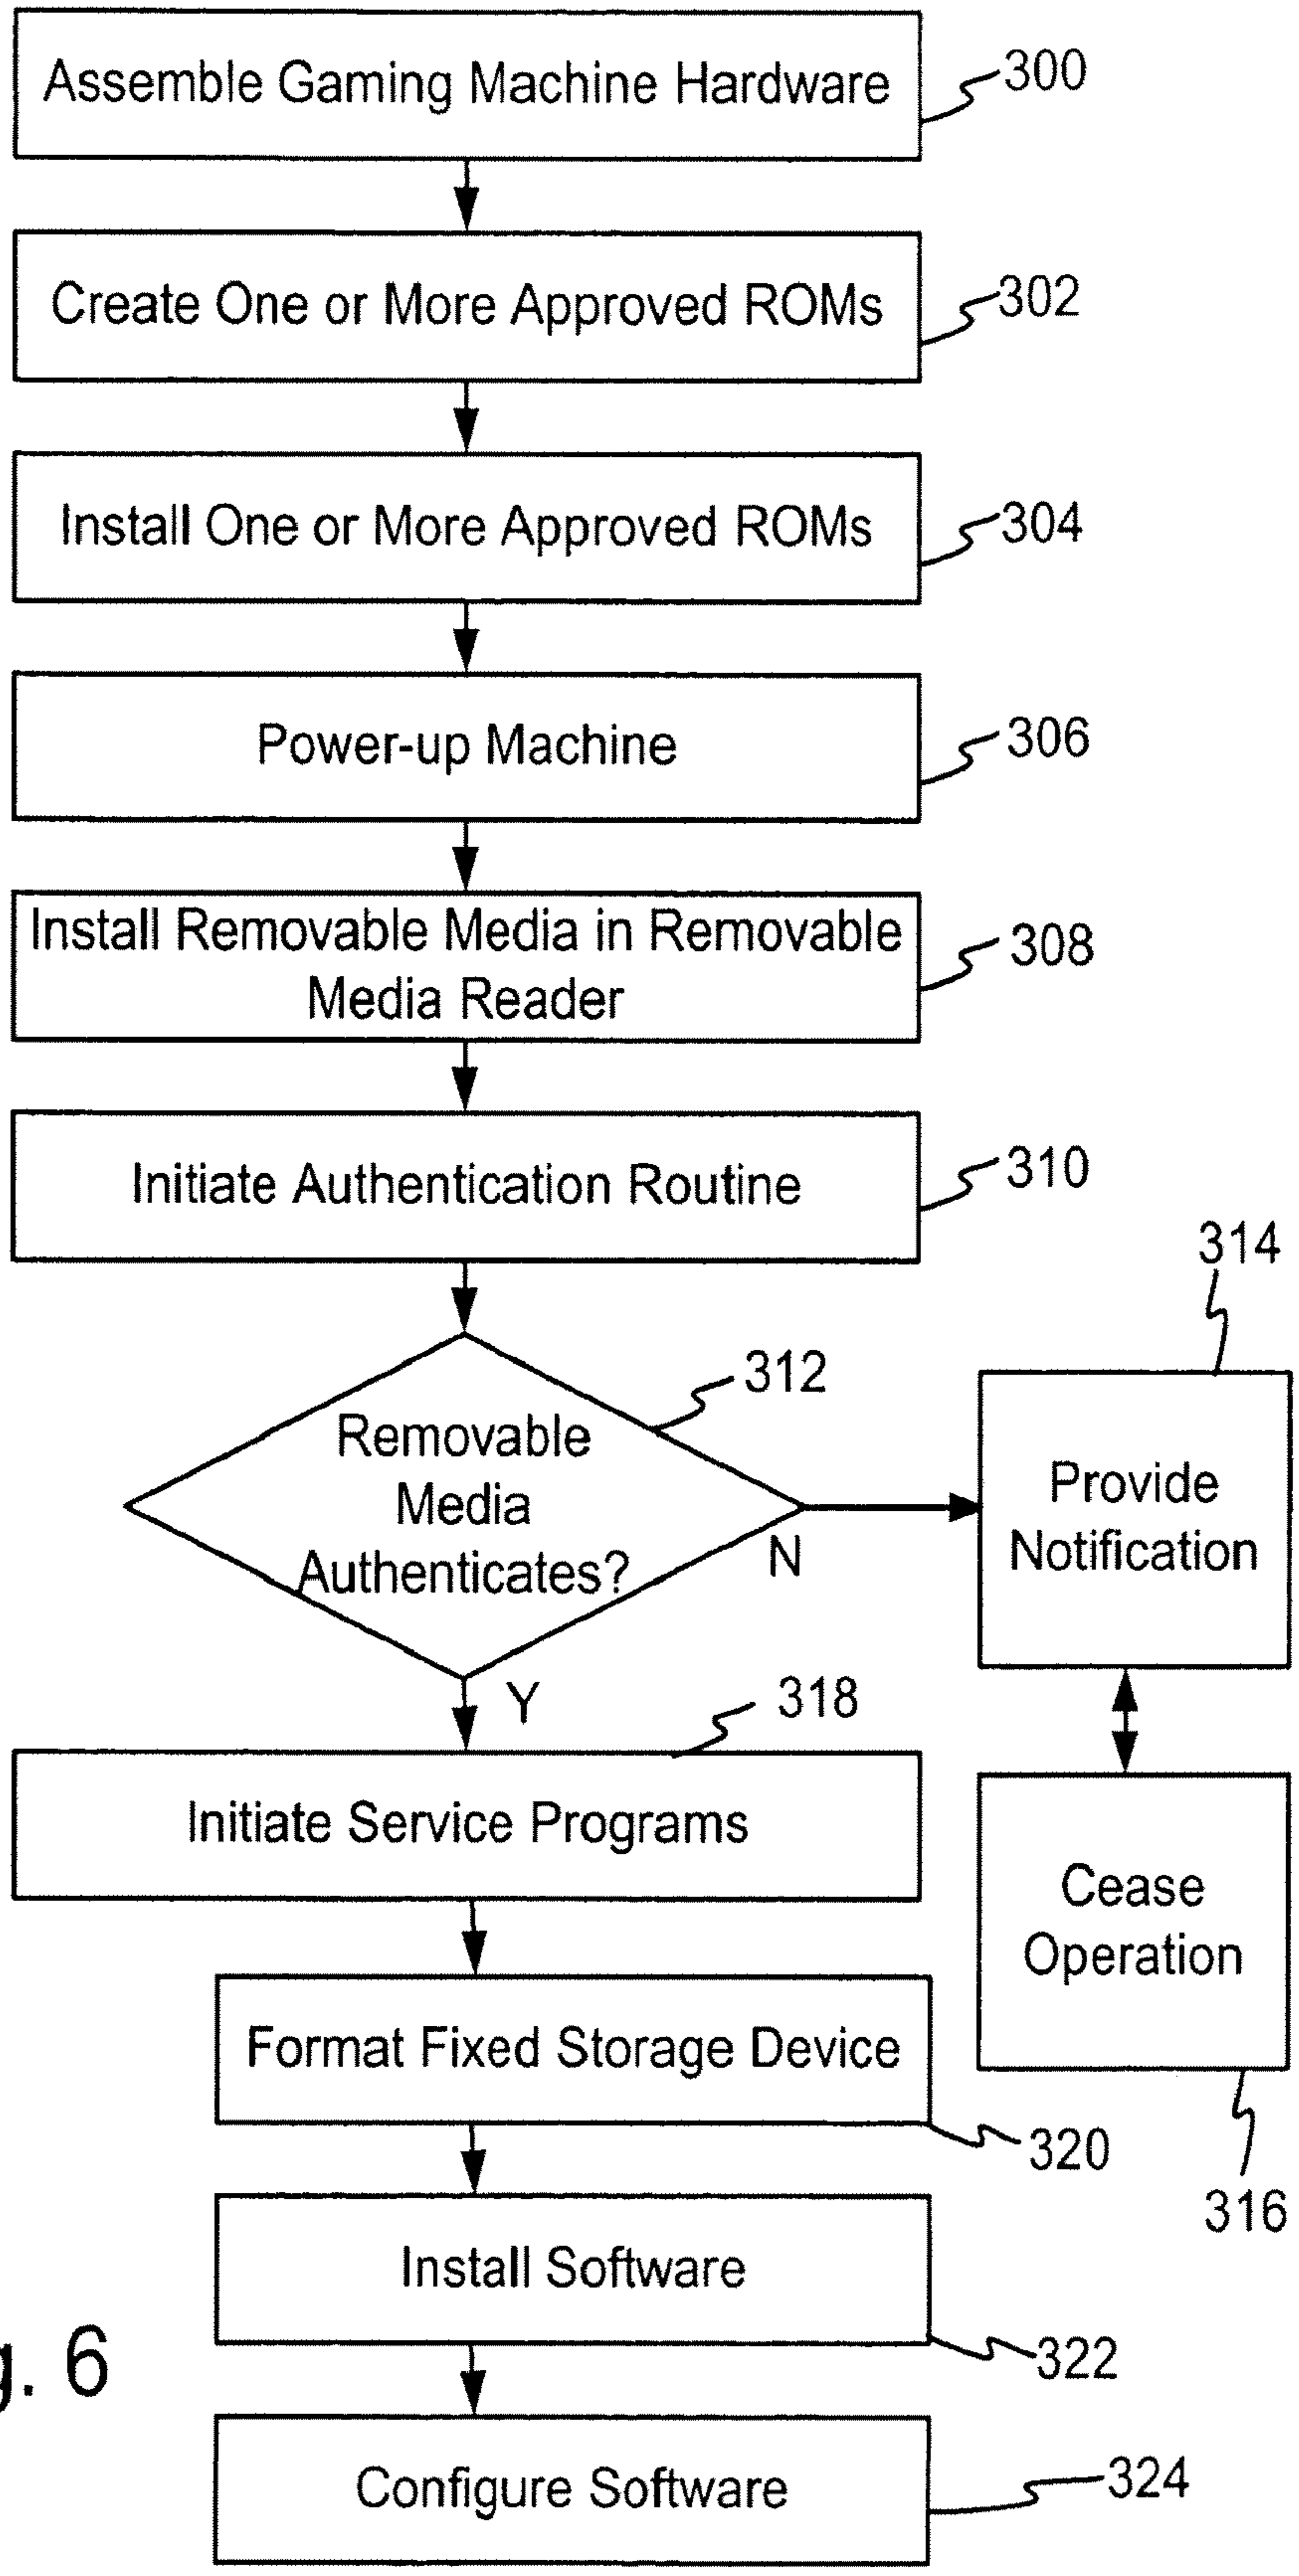 Assemble Gaming Machine Hardware
300
Create One or More Approved ROMs
302
Install One or More Approved ROMs
304
Power-up Machine
306
Install Removable Media in Removable
Media Reader
308
Initiate Authentication Routine
310
Removable
Media
Authenticates?
312
N
Y
Provide
Notification
314
Cease
Operation
316
Initiate Service Programs
318
Format Fixed Storage Device
320
Install Software
322
Configure Software
324
g. 6